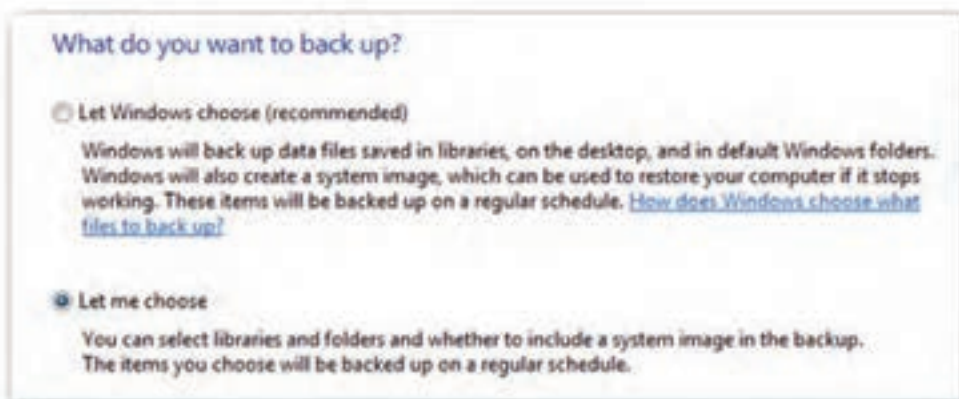 What do you want to back up?
Let Windows choose (recommended)
Windows will back up data files saved in libraries, on the desktop, and in default Windows folders.
Windows will also create a system image, which can be used to restore your computer if it stops
working. These items will be backed up on a regular schedule. How does Windows choose what
files to back up?
Let me choose
You can select libraries and folders and whether to include a system image in the backup.
The items you choose will be backed up on a regular schedule.